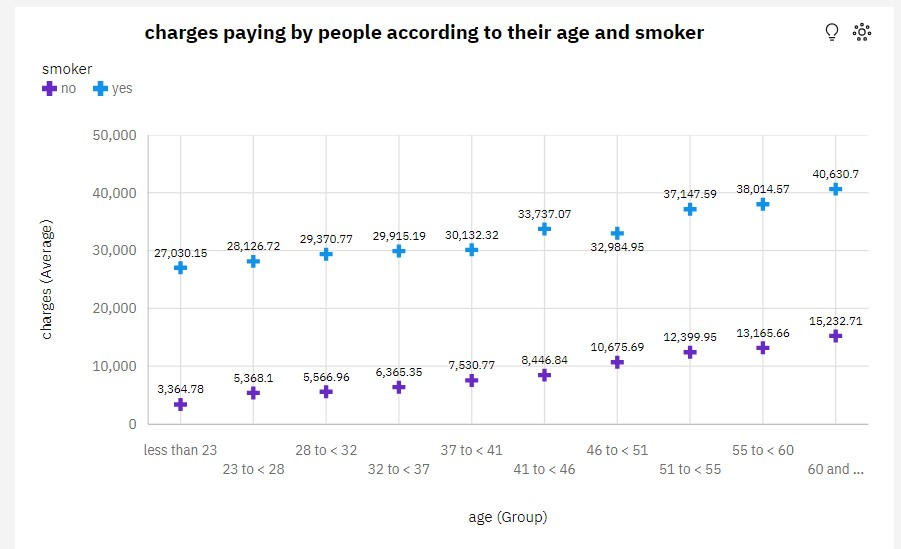 charges paying by people according to their age and smoker
smoker
no yes
50,000
40,000
30,000
20,000
10,000
0
charges (Average)
27,030.15
28,126.72
29,370.77
29,915.19
30,132.32
33,737.07
32,984.95
37,147.59
38,014.57
40,630.7
3,364.78
5,368.1
5,566.96
6,365.35
7,530.77
8,446.84
10,675.69
12,399.95
13,165.66
15,232.71
less than 23
23 to < 28
28 to < 32
32 to < 37
37 to < 41
41 to < 46
46 to < 51
51 to < 55
55 to < 60
60 and ...
age (Group)